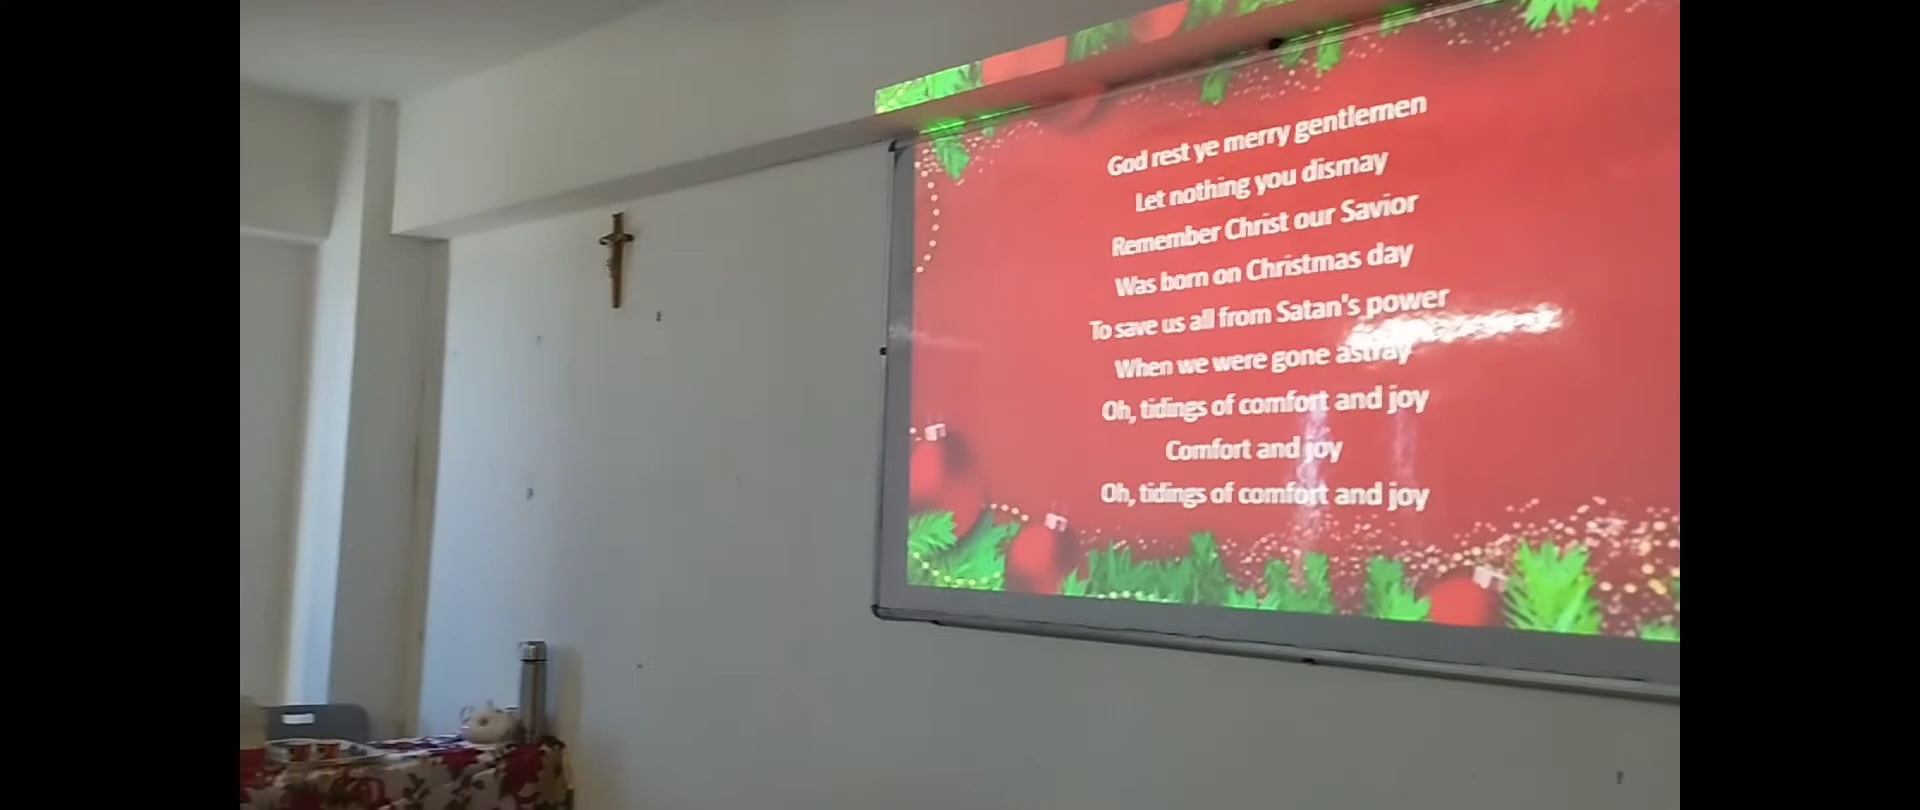 God rest ye merry gentlemen
Let nothing you dismay
Remember Christ our Savior
Was born on Christmas day
To save us all from Satan's power
When we were gone astray
Oh, tidings of comfort and joy
Comfort and joy
Oh, tidings of comfort and joy